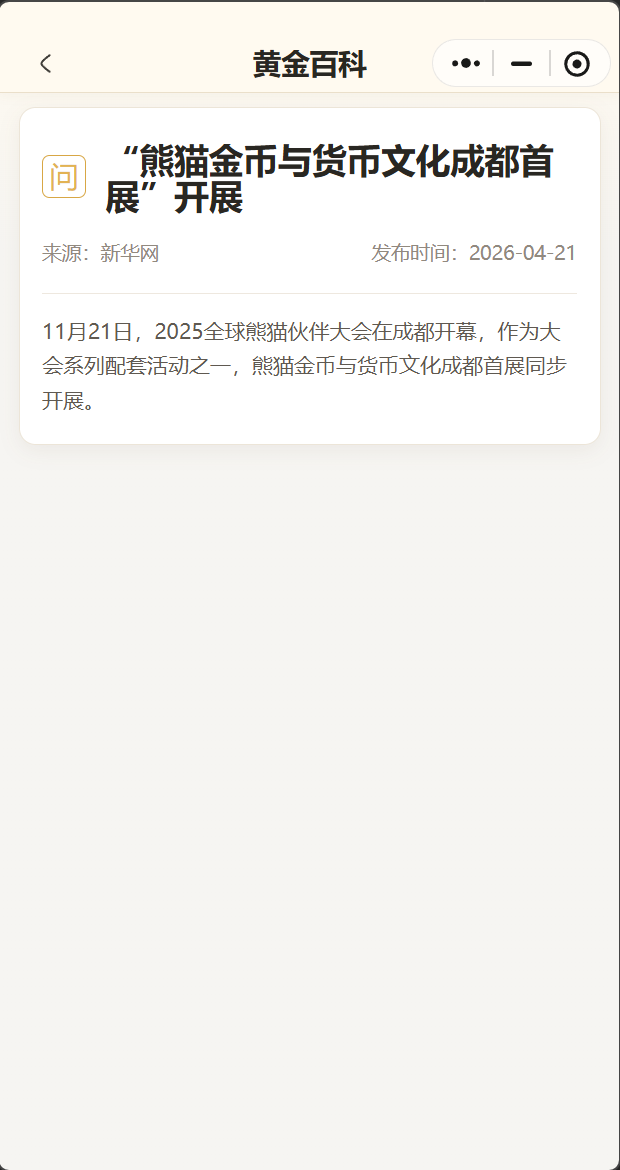 黄金百科
问
“熊猫金币与货币文化成都首
展”开展
来源：新华网
发布时间：2026-04-21
11月21日，2025全球熊猫伙伴大会在成都开幕，作为大
会系列配套活动之一，熊猫金币与货币文化成都首展同步
开展。